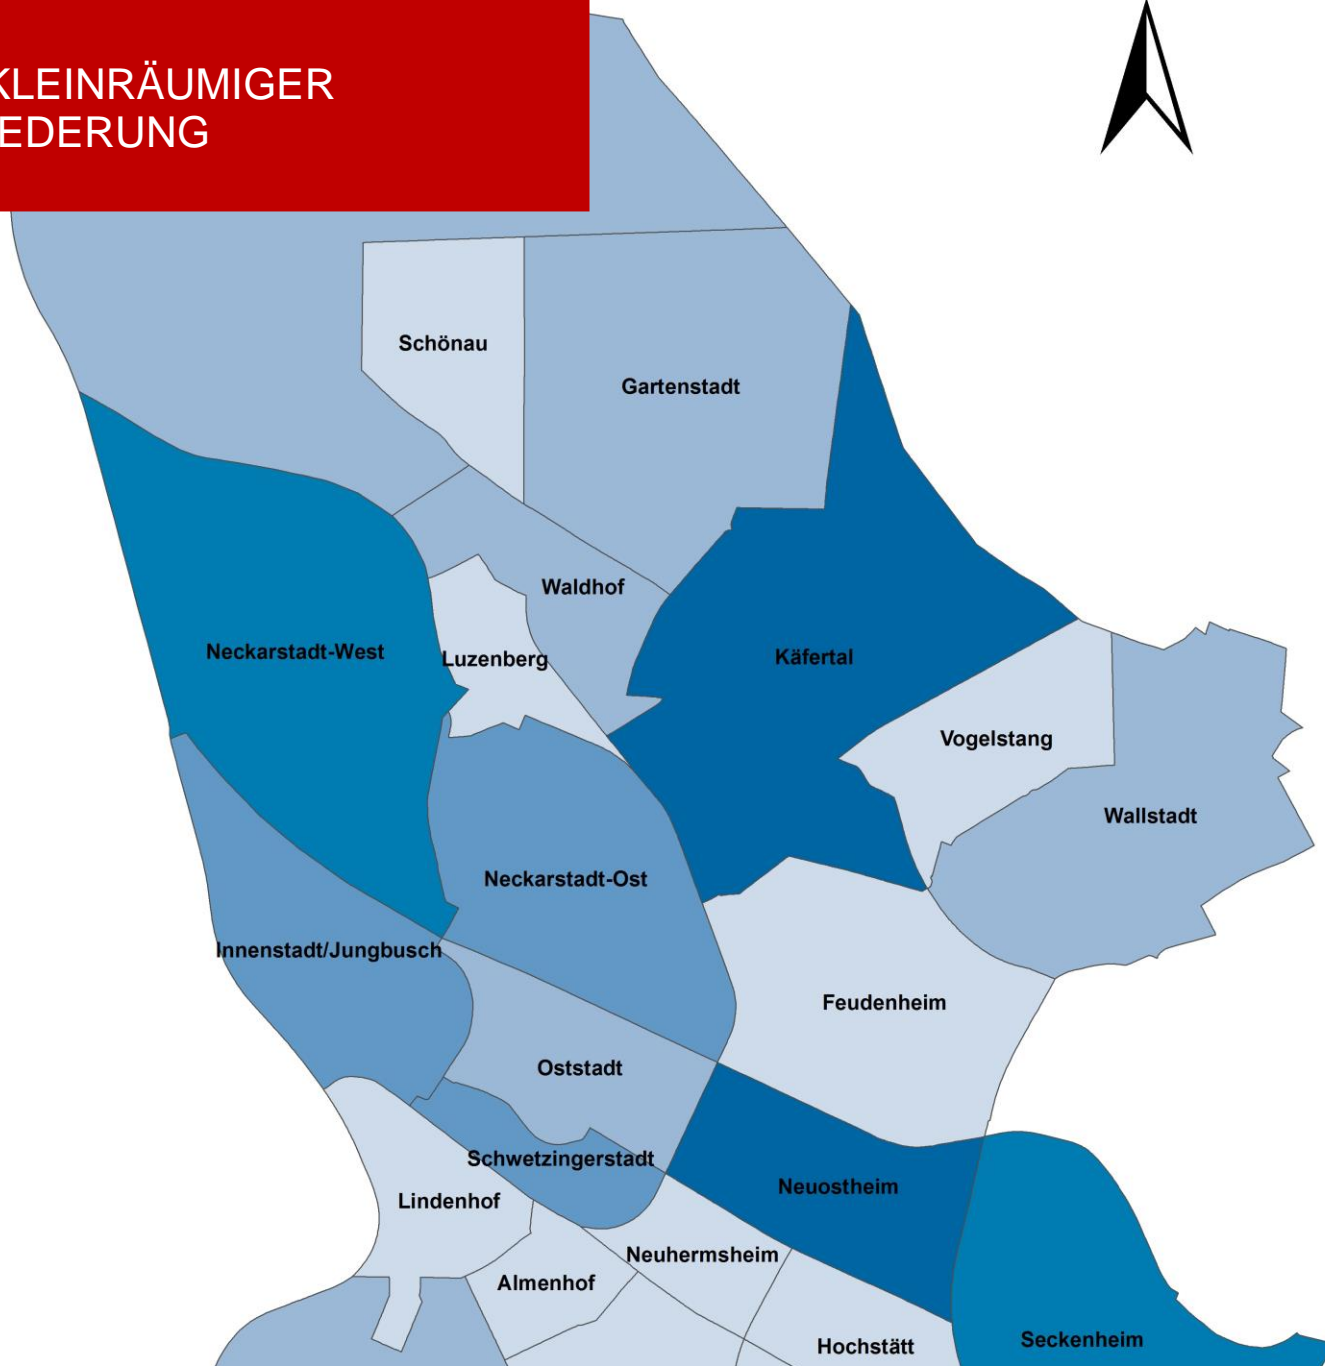 KLEINRÄUMIGER
EDERUNG
Schönau
Gartenstadt
Waldhof
Neckarstadt-West
Luzenberg
Käfertal
Vogelstang
Wallstadt
Neckarstadt-Ost
Innenstadt/Jungbusch
Feudenheim
Oststadt
Schwetzingerstadt
Neuostheim
Lindenhof
Neuhermsheim
Almenhof
Seckenheim
Hochstätt